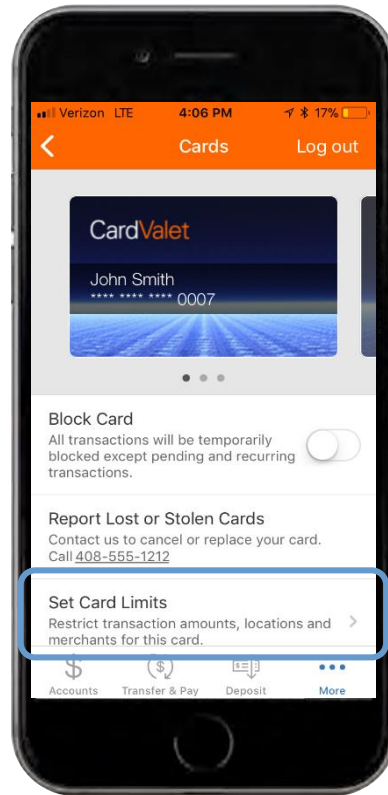 Verizon LTE 4:06 PM 17%
Cards Log out
CardValet
John Smith
**** **** **** 0007
Block Card
All transactions will be temporarily
blocked except pending and recurring
transactions.
Report Lost or Stolen Cards
Contact us to cancel or replace your card.
Call 408-555-1212
Set Card Limits
Restrict transaction amounts, locations and
merchants for this card.
Accounts Transfer & Pay Deposit More